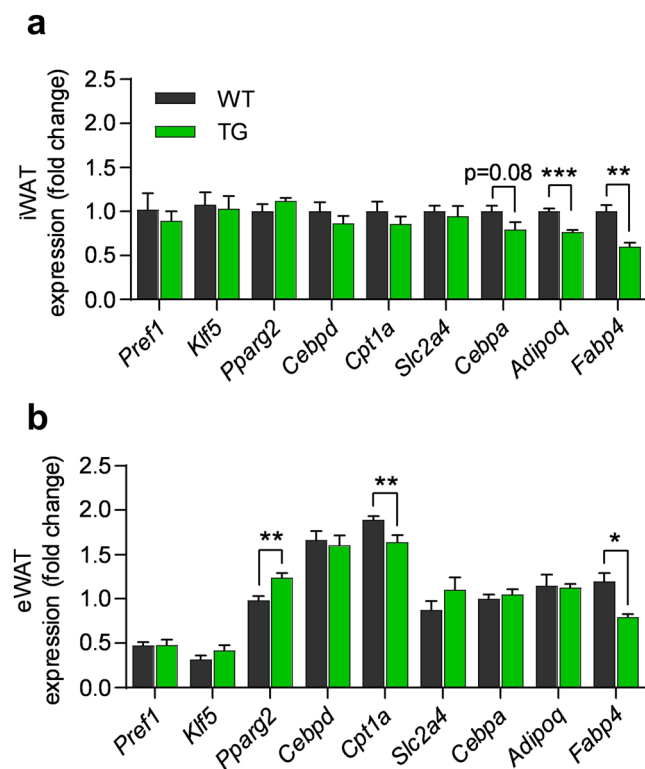 a
iWAT
expression (fold change)
2.5
2.0
1.5
1.0
0.5
0.0
WT
TG
p=0.08
***
**
Pref1
Klf5
Pparg2
Cebpd
Cpt1a
Slc2a4
Cebpa
Adipoq
Fabp4
b
eWAT
expression (fold change)
2.5
2.0
1.5
1.0
0.5
0.0
**
**
*
Pref1
Klf5
Pparg2
Cebpd
Cpt1a
Slc2a4
Cebpa
Adipoq
Fabp4